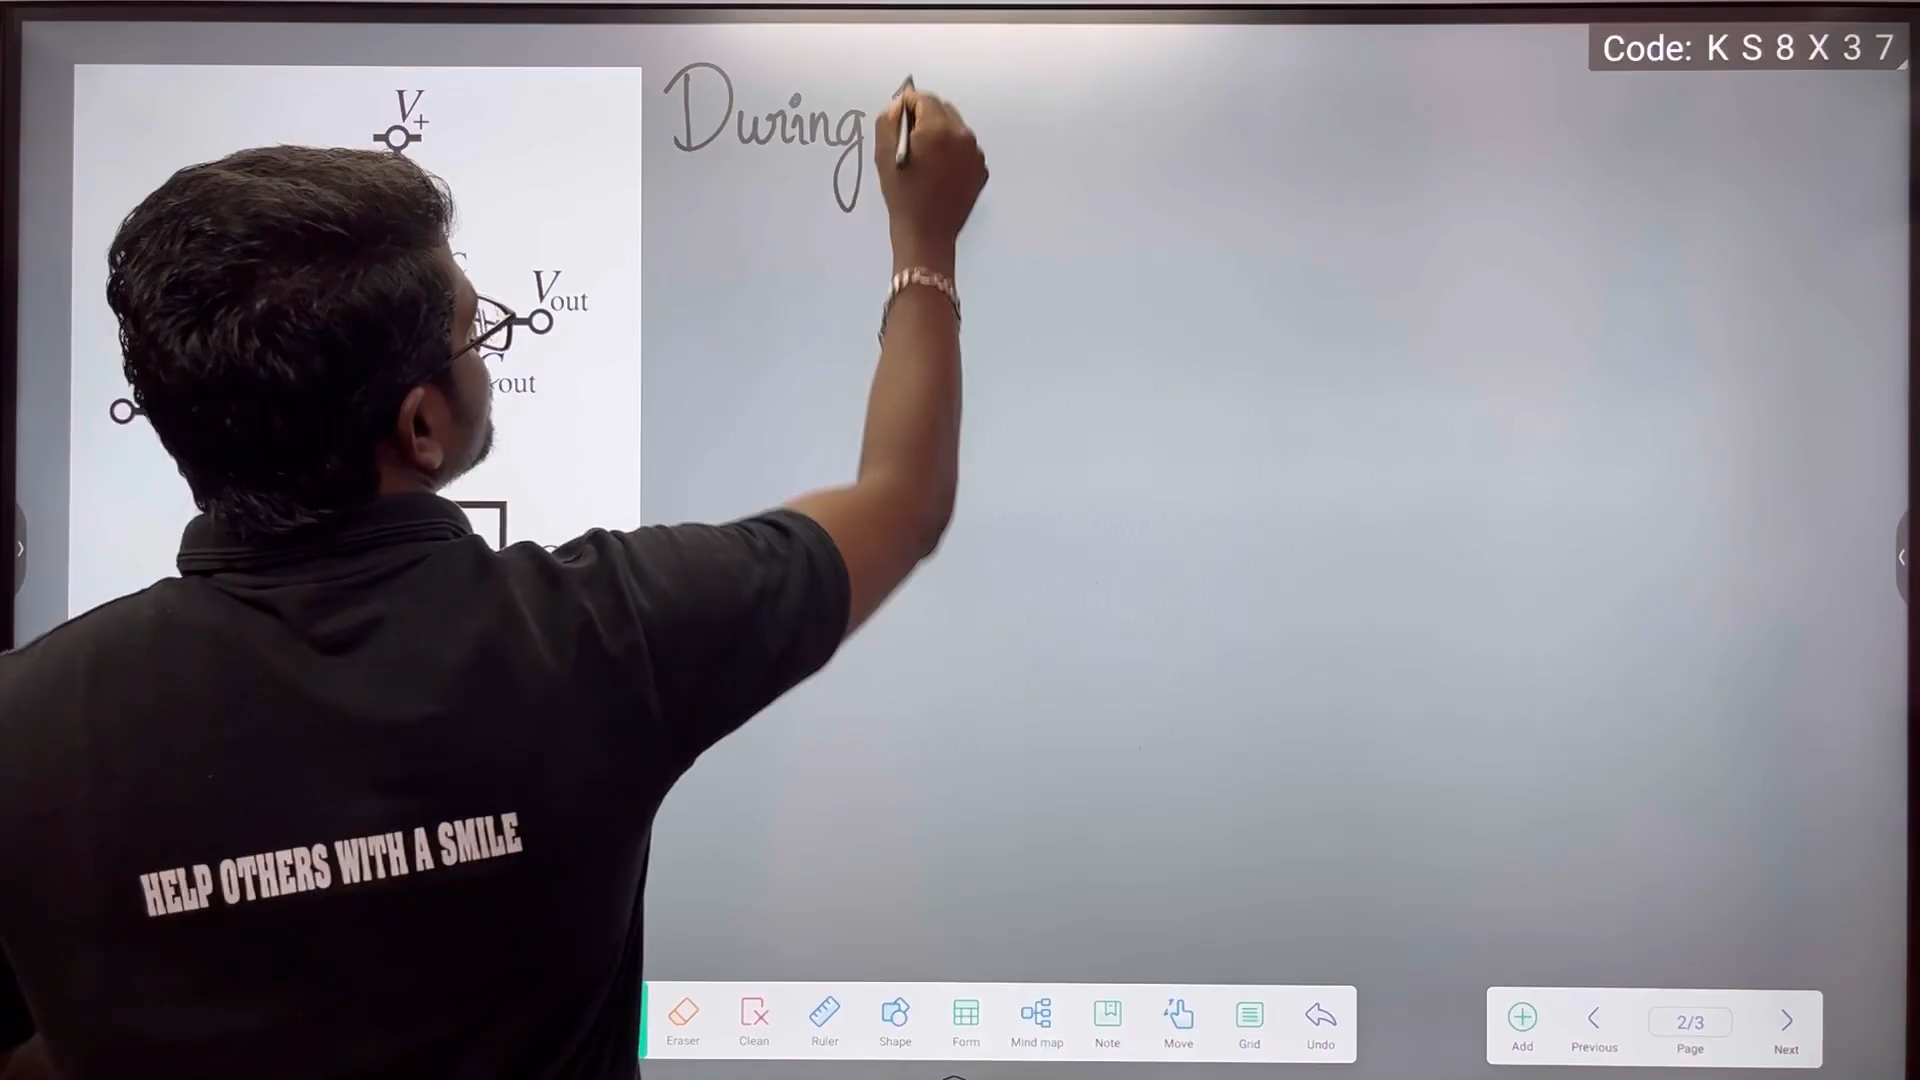 Code: K S 8 X 3 7
V+
During
Vout
out
HELP OTHERS WITH A SMILE
Eraser
Clean
Ruler
Shape
Form
Mind map
Note
Move
Grid
Undo
Add
Previous
2/3
Page
Next